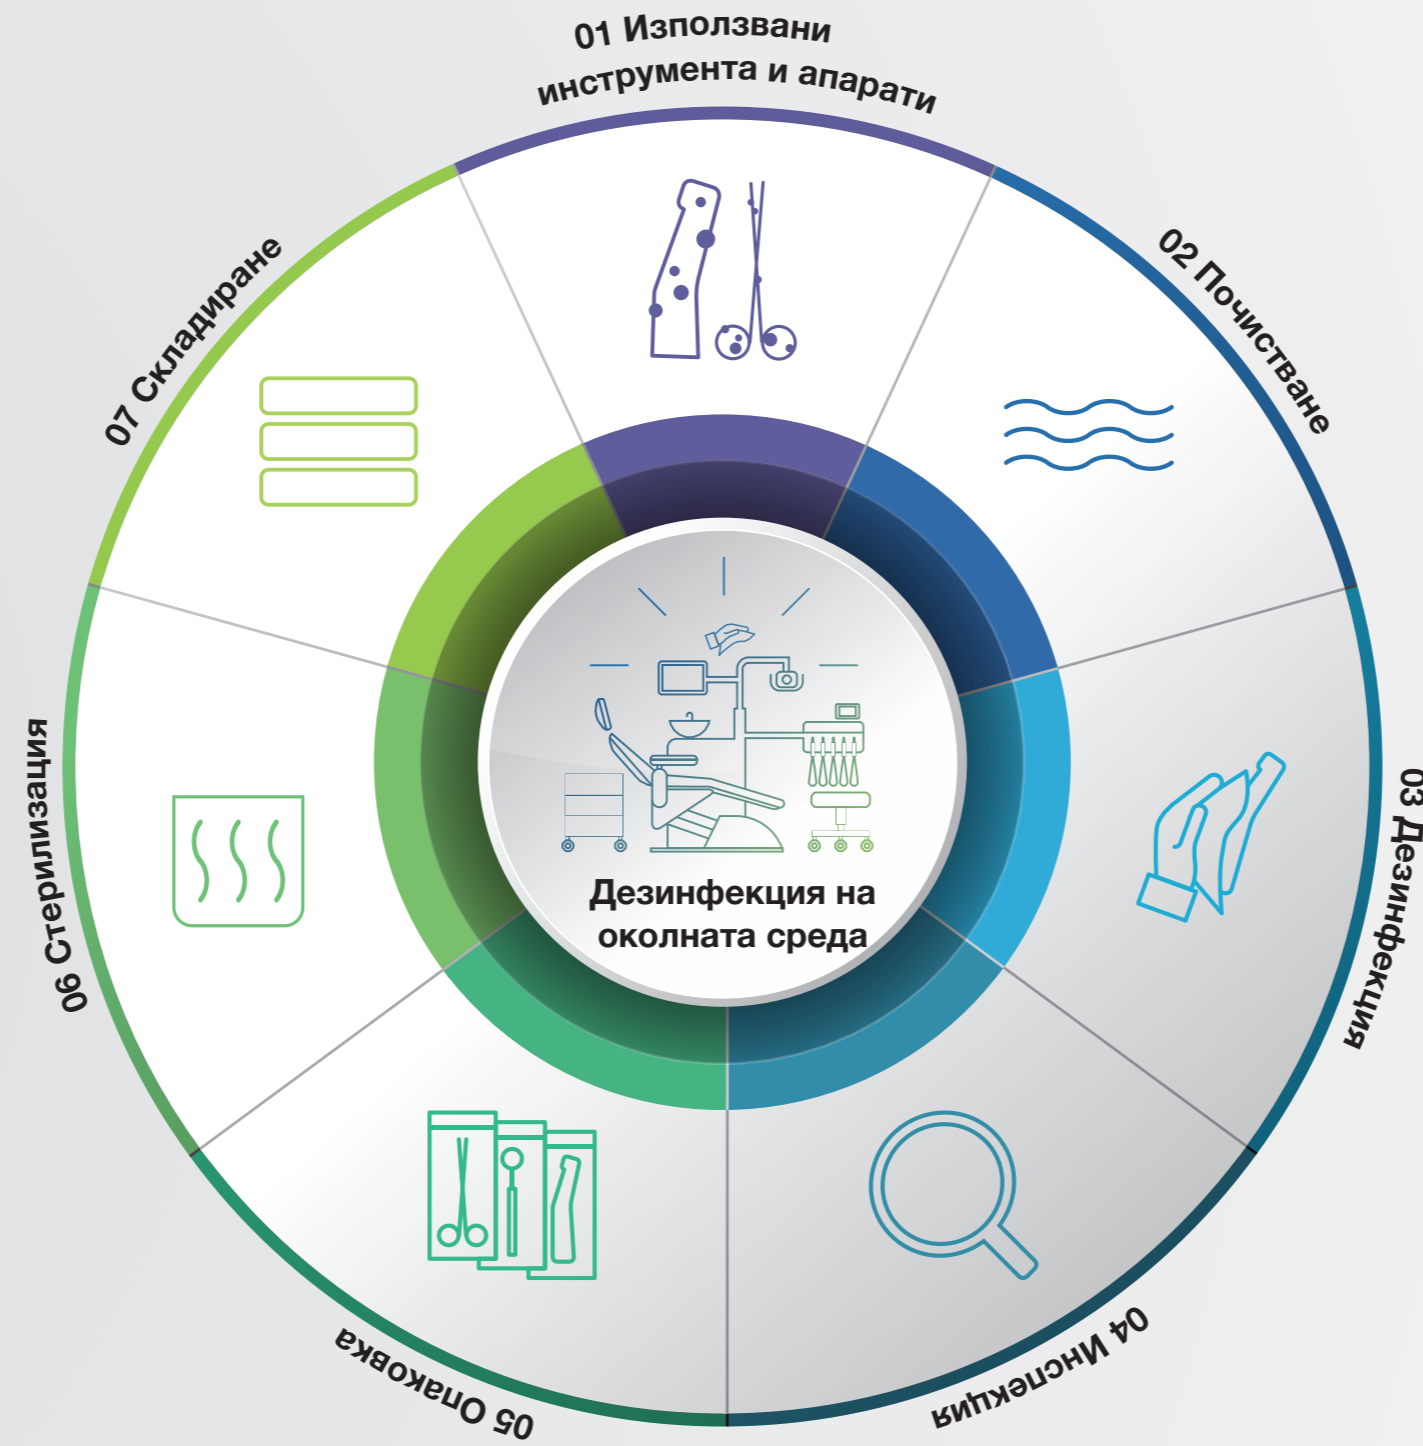 01 Използвани
инструмента и апарати
02 Почистване
03 Дезинфекция
04 Инспекция
05 Опаковка
06 Стерилизация
07 Складиране
Дезинфекция на
околната среда